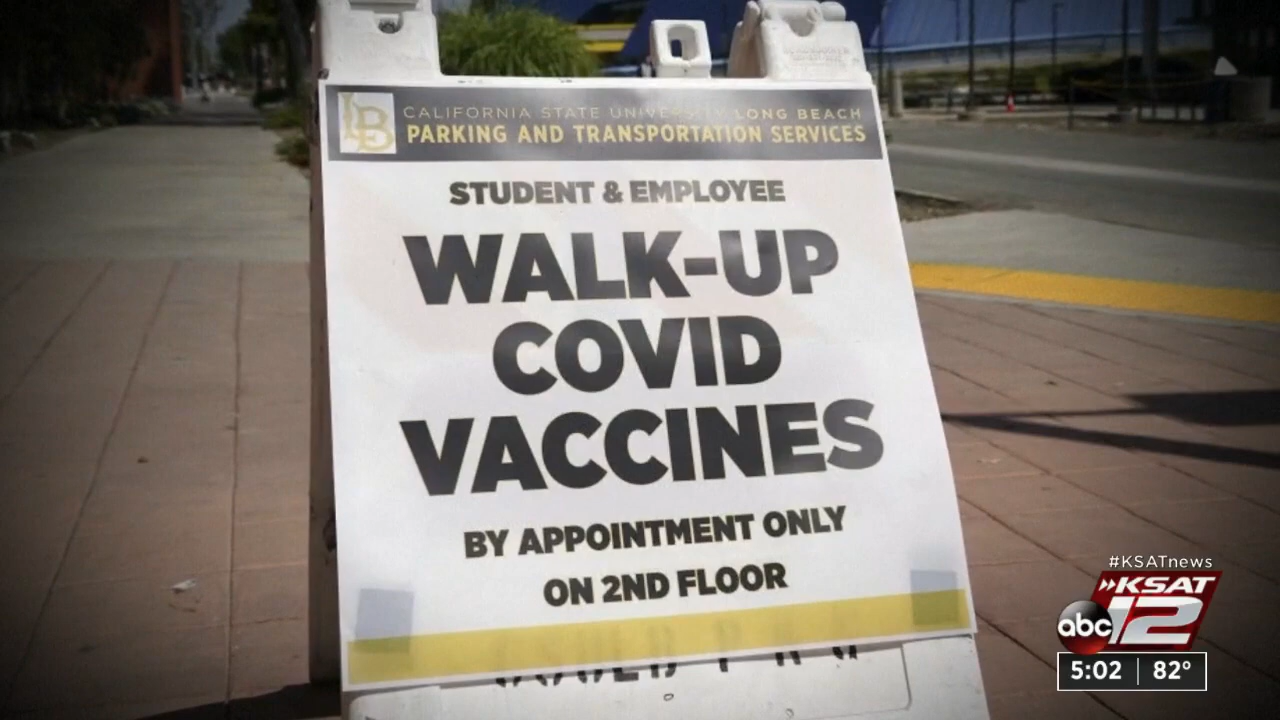 LB
CALIFORNIA STATE UNIVERSITY LONG BEACH
PARKING AND TRANSPORTATION SERVICES
STUDENT & EMPLOYEE
WALK-UP
COVID
VACCINES
BY APPOINTMENT ONLY
ON 2ND FLOOR
#KSATnews
KSAT
abc 12
5:02 82°